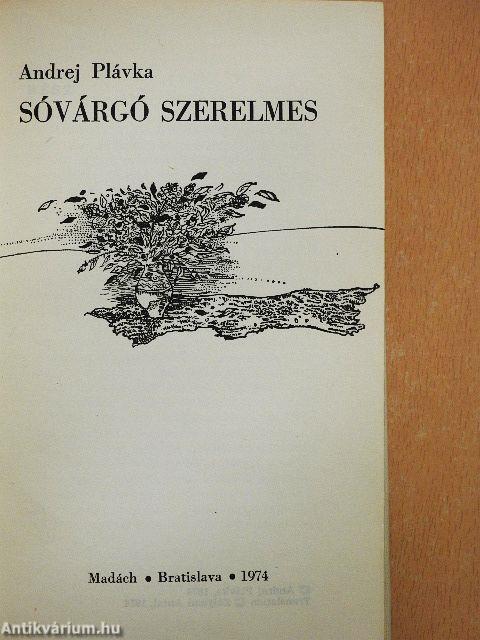 Andrej Plávka
SÓVÁRGÓ SZERELMES
Madách • Bratislava • 1974
Antikvárium.hu